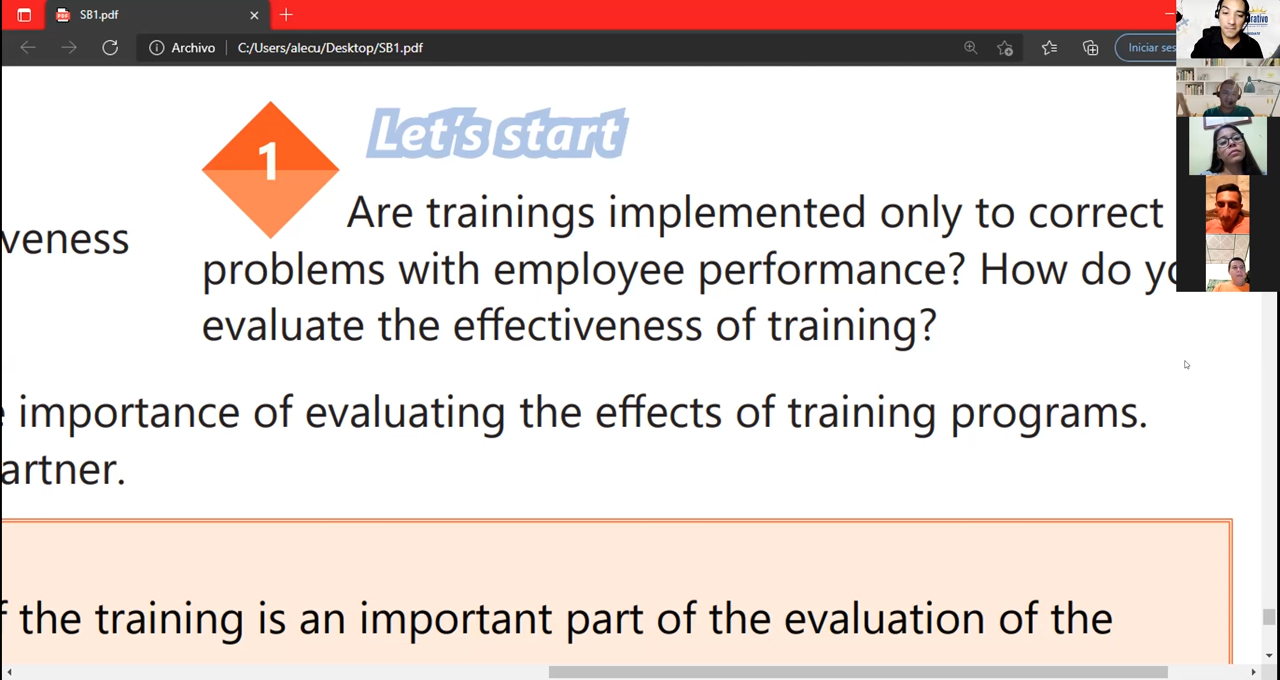 SB1.pdf
Archivo
C:/Users/alecu/Desktop/SB1.pdf
Iniciar ses
Let's start
1
Are trainings implemented only to correct
problems with employee performance? How do yo
evaluate the effectiveness of training?
iveness
importance of evaluating the effects of training programs.
artner.
f the training is an important part of the evaluation of the